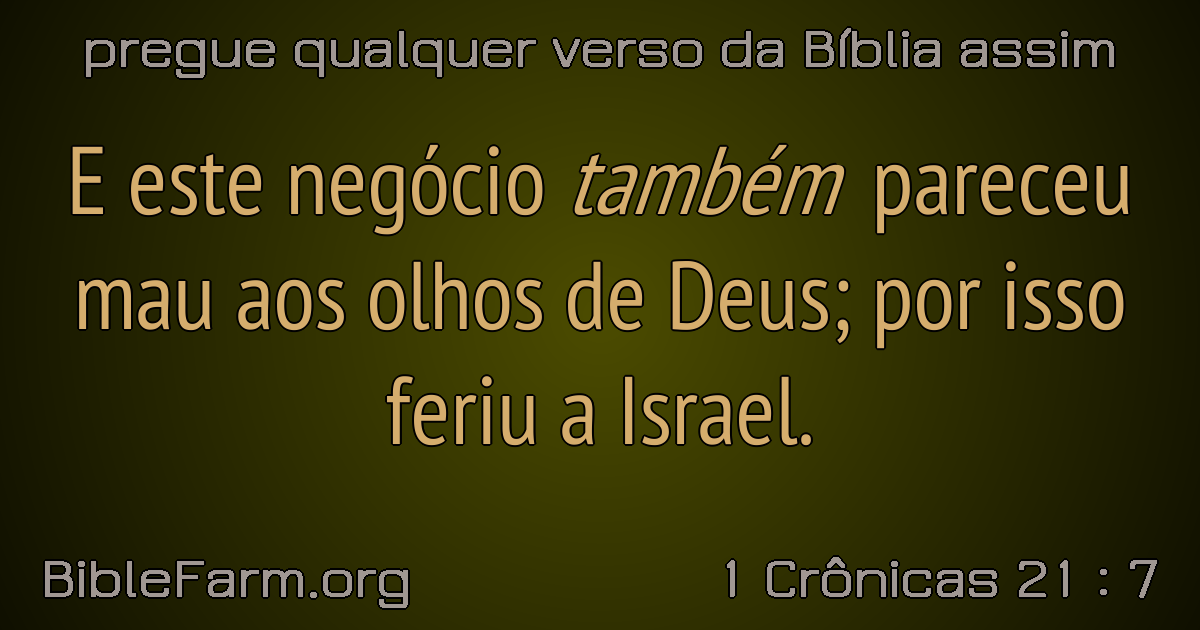 pregue qualquer verso da Bíblia assim
E este negócio também pareceu
mau aos olhos de Deus; por isso
feriu a Israel.
BibleFarm.org
1 Crônicas 21 : 7